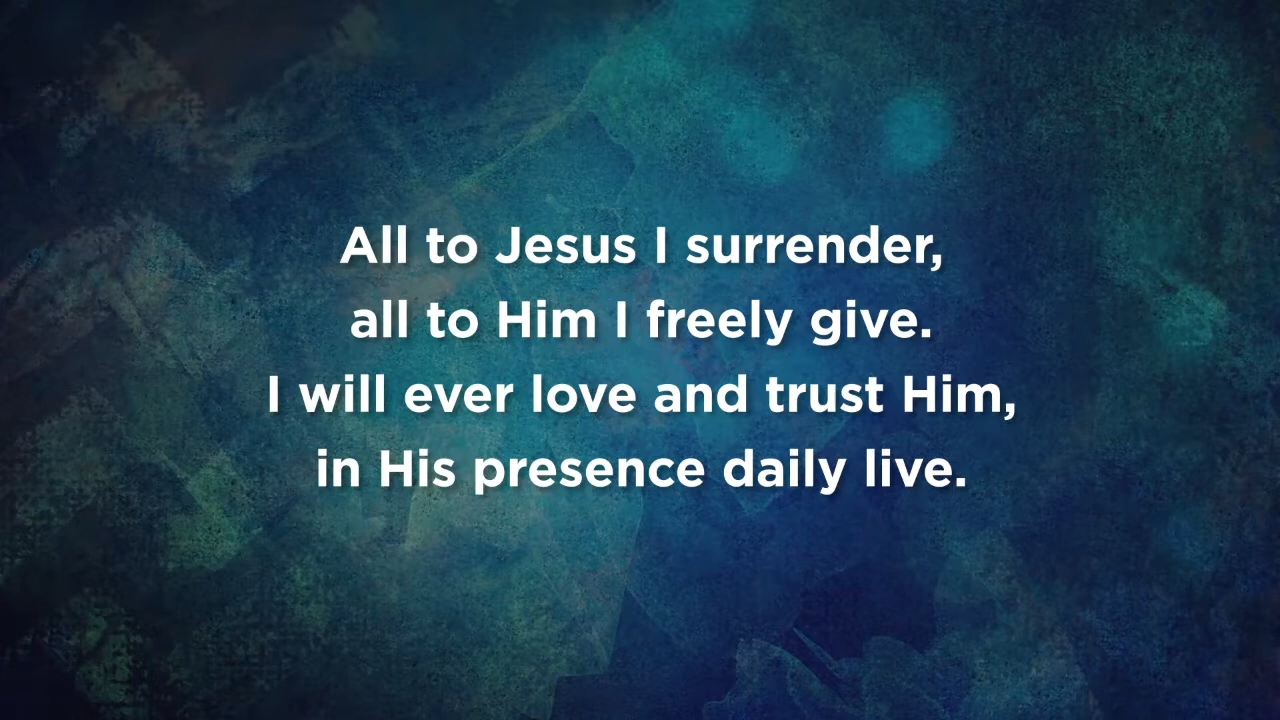 All to Jesus I surrender,
all to Him I freely give.
I will ever love and trust Him,
in His presence daily live.